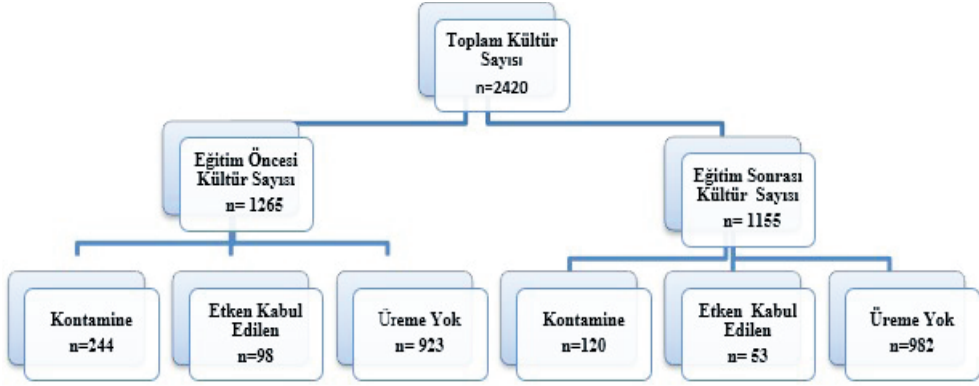 Toplam Kültür
Sayısı
n=2420
Eğitim Öncesi
Kültür Sayısı
n= 1265
Eğitim Sonrası
Kültür Sayısı
n= 1155
Kontamine
n=244
Etken Kabul
Edilen
n=98
Üreme Yok
n= 923
Kontamine
n=120
Etken Kabul
Edilen
n= 53
Üreme Yok
n=982